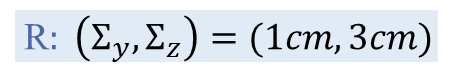 R: (Σ_y, Σ_z) = (1cm, 3cm)